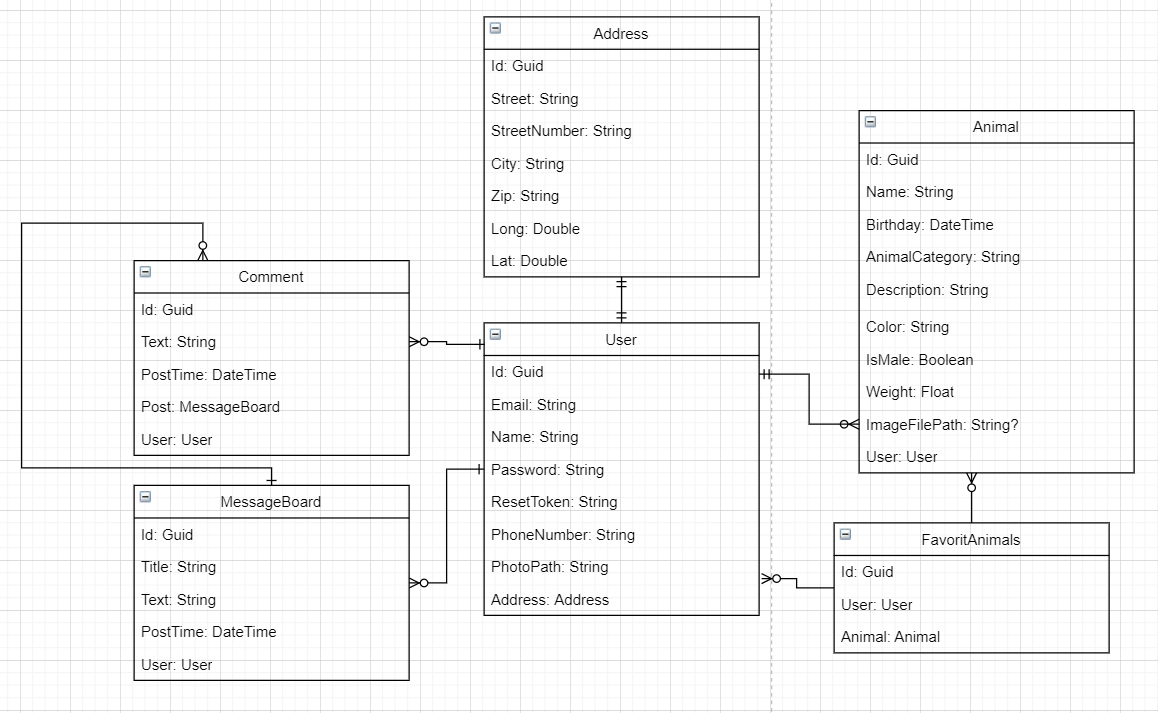 Address
Id: Guid
Street: String
StreetNumber: String
City: String
Zip: String
Long: Double
Lat: Double
Animal
Id: Guid
Name: String
Birthday: DateTime
AnimalCategory: String
Description: String
Color: String
IsMale: Boolean
Weight: Float
ImageFilePath: String?
User: User
Comment
Id: Guid
Text: String
PostTime: DateTime
Post: MessageBoard
User: User
User
Id: Guid
Email: String
Name: String
Password: String
ResetToken: String
PhoneNumber: String
PhotoPath: String
Address: Address
MessageBoard
Id: Guid
Title: String
Text: String
PostTime: DateTime
User: User
FavoritAnimals
Id: Guid
User: User
Animal: Animal